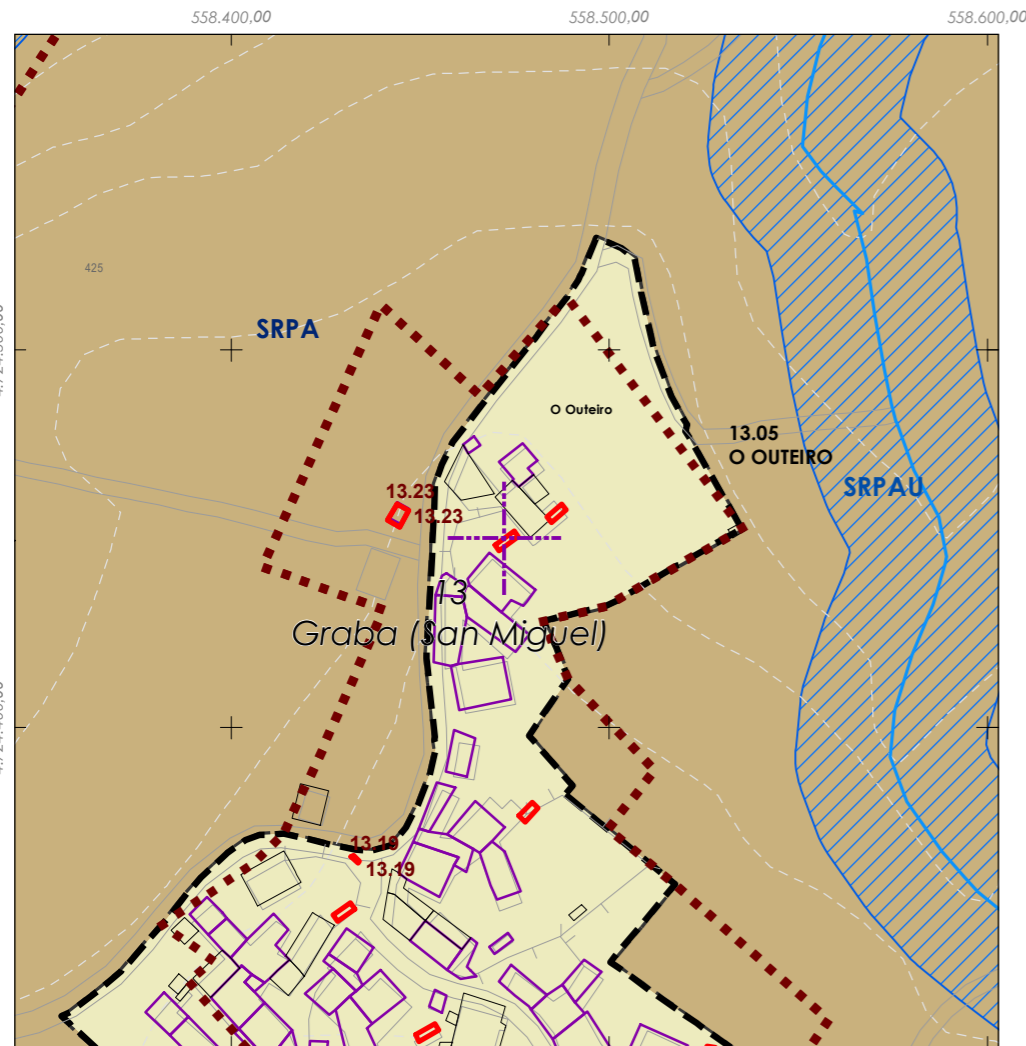 558.400,00
558.500,00
558.600,00
425
SRPA
O Outeiro
13.05
O OUTEIRO
SRPAU
13.23
13.23
13
Graba (San Miguel)
13.19
13.19